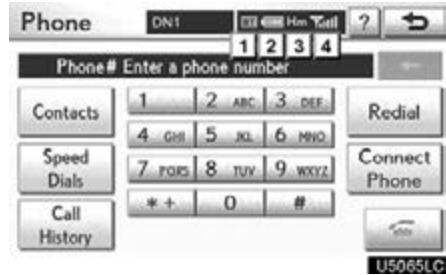 Phone DN1 Hm ?
1 2 3 4
Phone# Enter a phone number
Contacts
1 2 ABC 3 DEF
Redial
4 GHI 5 JKL 6 MNO
Speed
Dials
7 PQRS 8 TUV 9 WXYZ
Connect
Phone
Call
History
* + 0 #
U5065LC